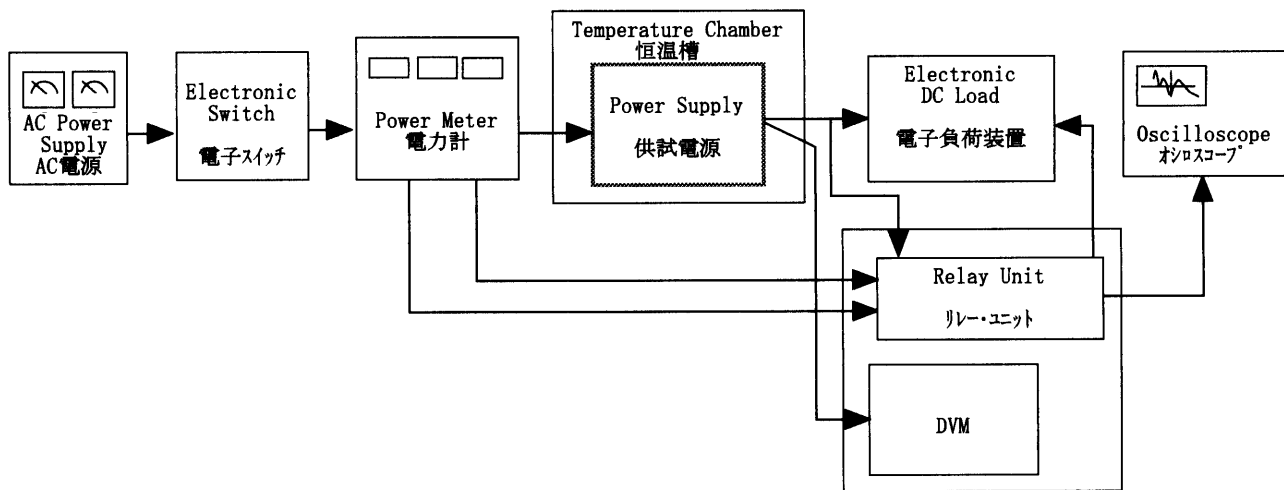 AC Power
Supply
AC電源
Electronic
Switch
電子スイッチ
Power Meter
電力計
Temperature Chamber
恒温槽
Power Supply
供試電源
Electronic
DC Load
電子負荷装置
Oscilloscope
オシロスコープ
Relay Unit
リレー・ユニット
DVM